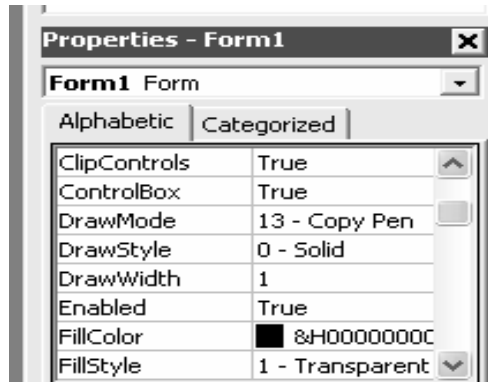 Properties - Form1
Form1 Form
Alphabetic Categorized
ClipControls True
ControlBox True
DrawMode 13 - Copy Pen
DrawStyle 0 - Solid
DrawWidth 1
Enabled True
FillColor &H0000000C
FillStyle 1 - Transparent